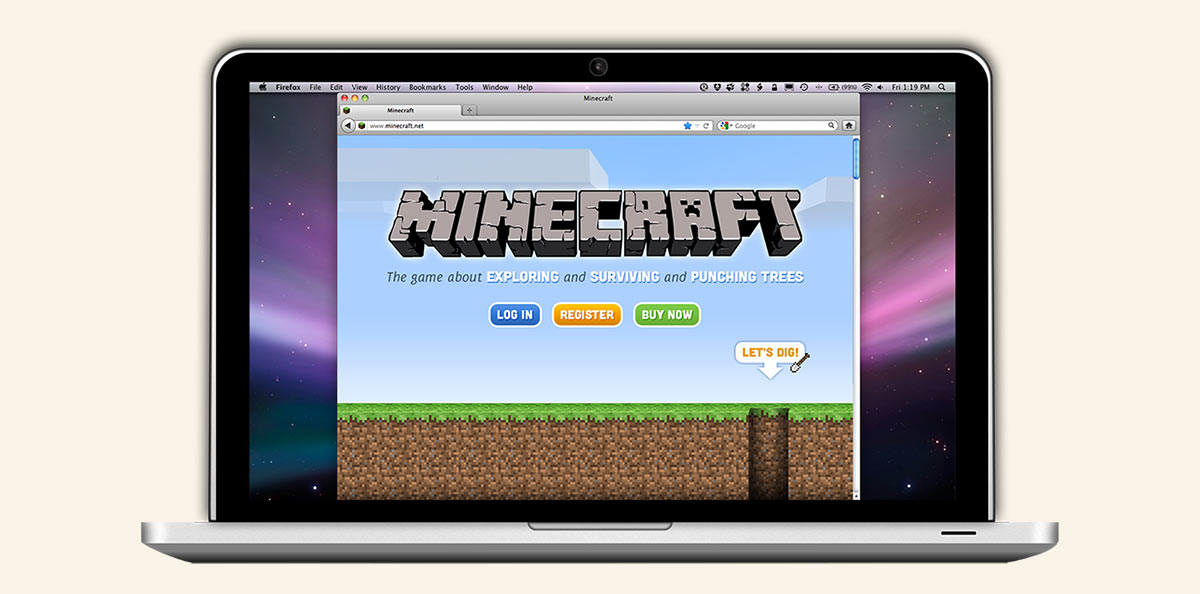 Firefox File Edit View History Bookmarks Tools Window Help (99%) Fri 1:19 PM
Minecraft
Minecraft
www.minecraft.net Google
MINECRAFT
The game about EXPLORING and SURVIVING and PUNCHING TREES
LOG IN REGISTER BUY NOW
LET'S DIG!